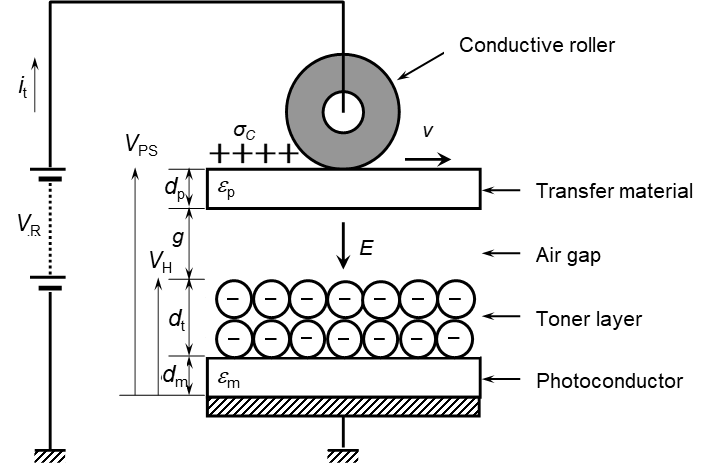 Conductive roller
i_t
σ_C
v
V_PS
+ + + +
d_p
ε_p
Transfer material
V_R
g
E
Air gap
V_H
− − − − − − −
d_t
Toner layer
− − − − − − −
d_m
ε_m
Photoconductor